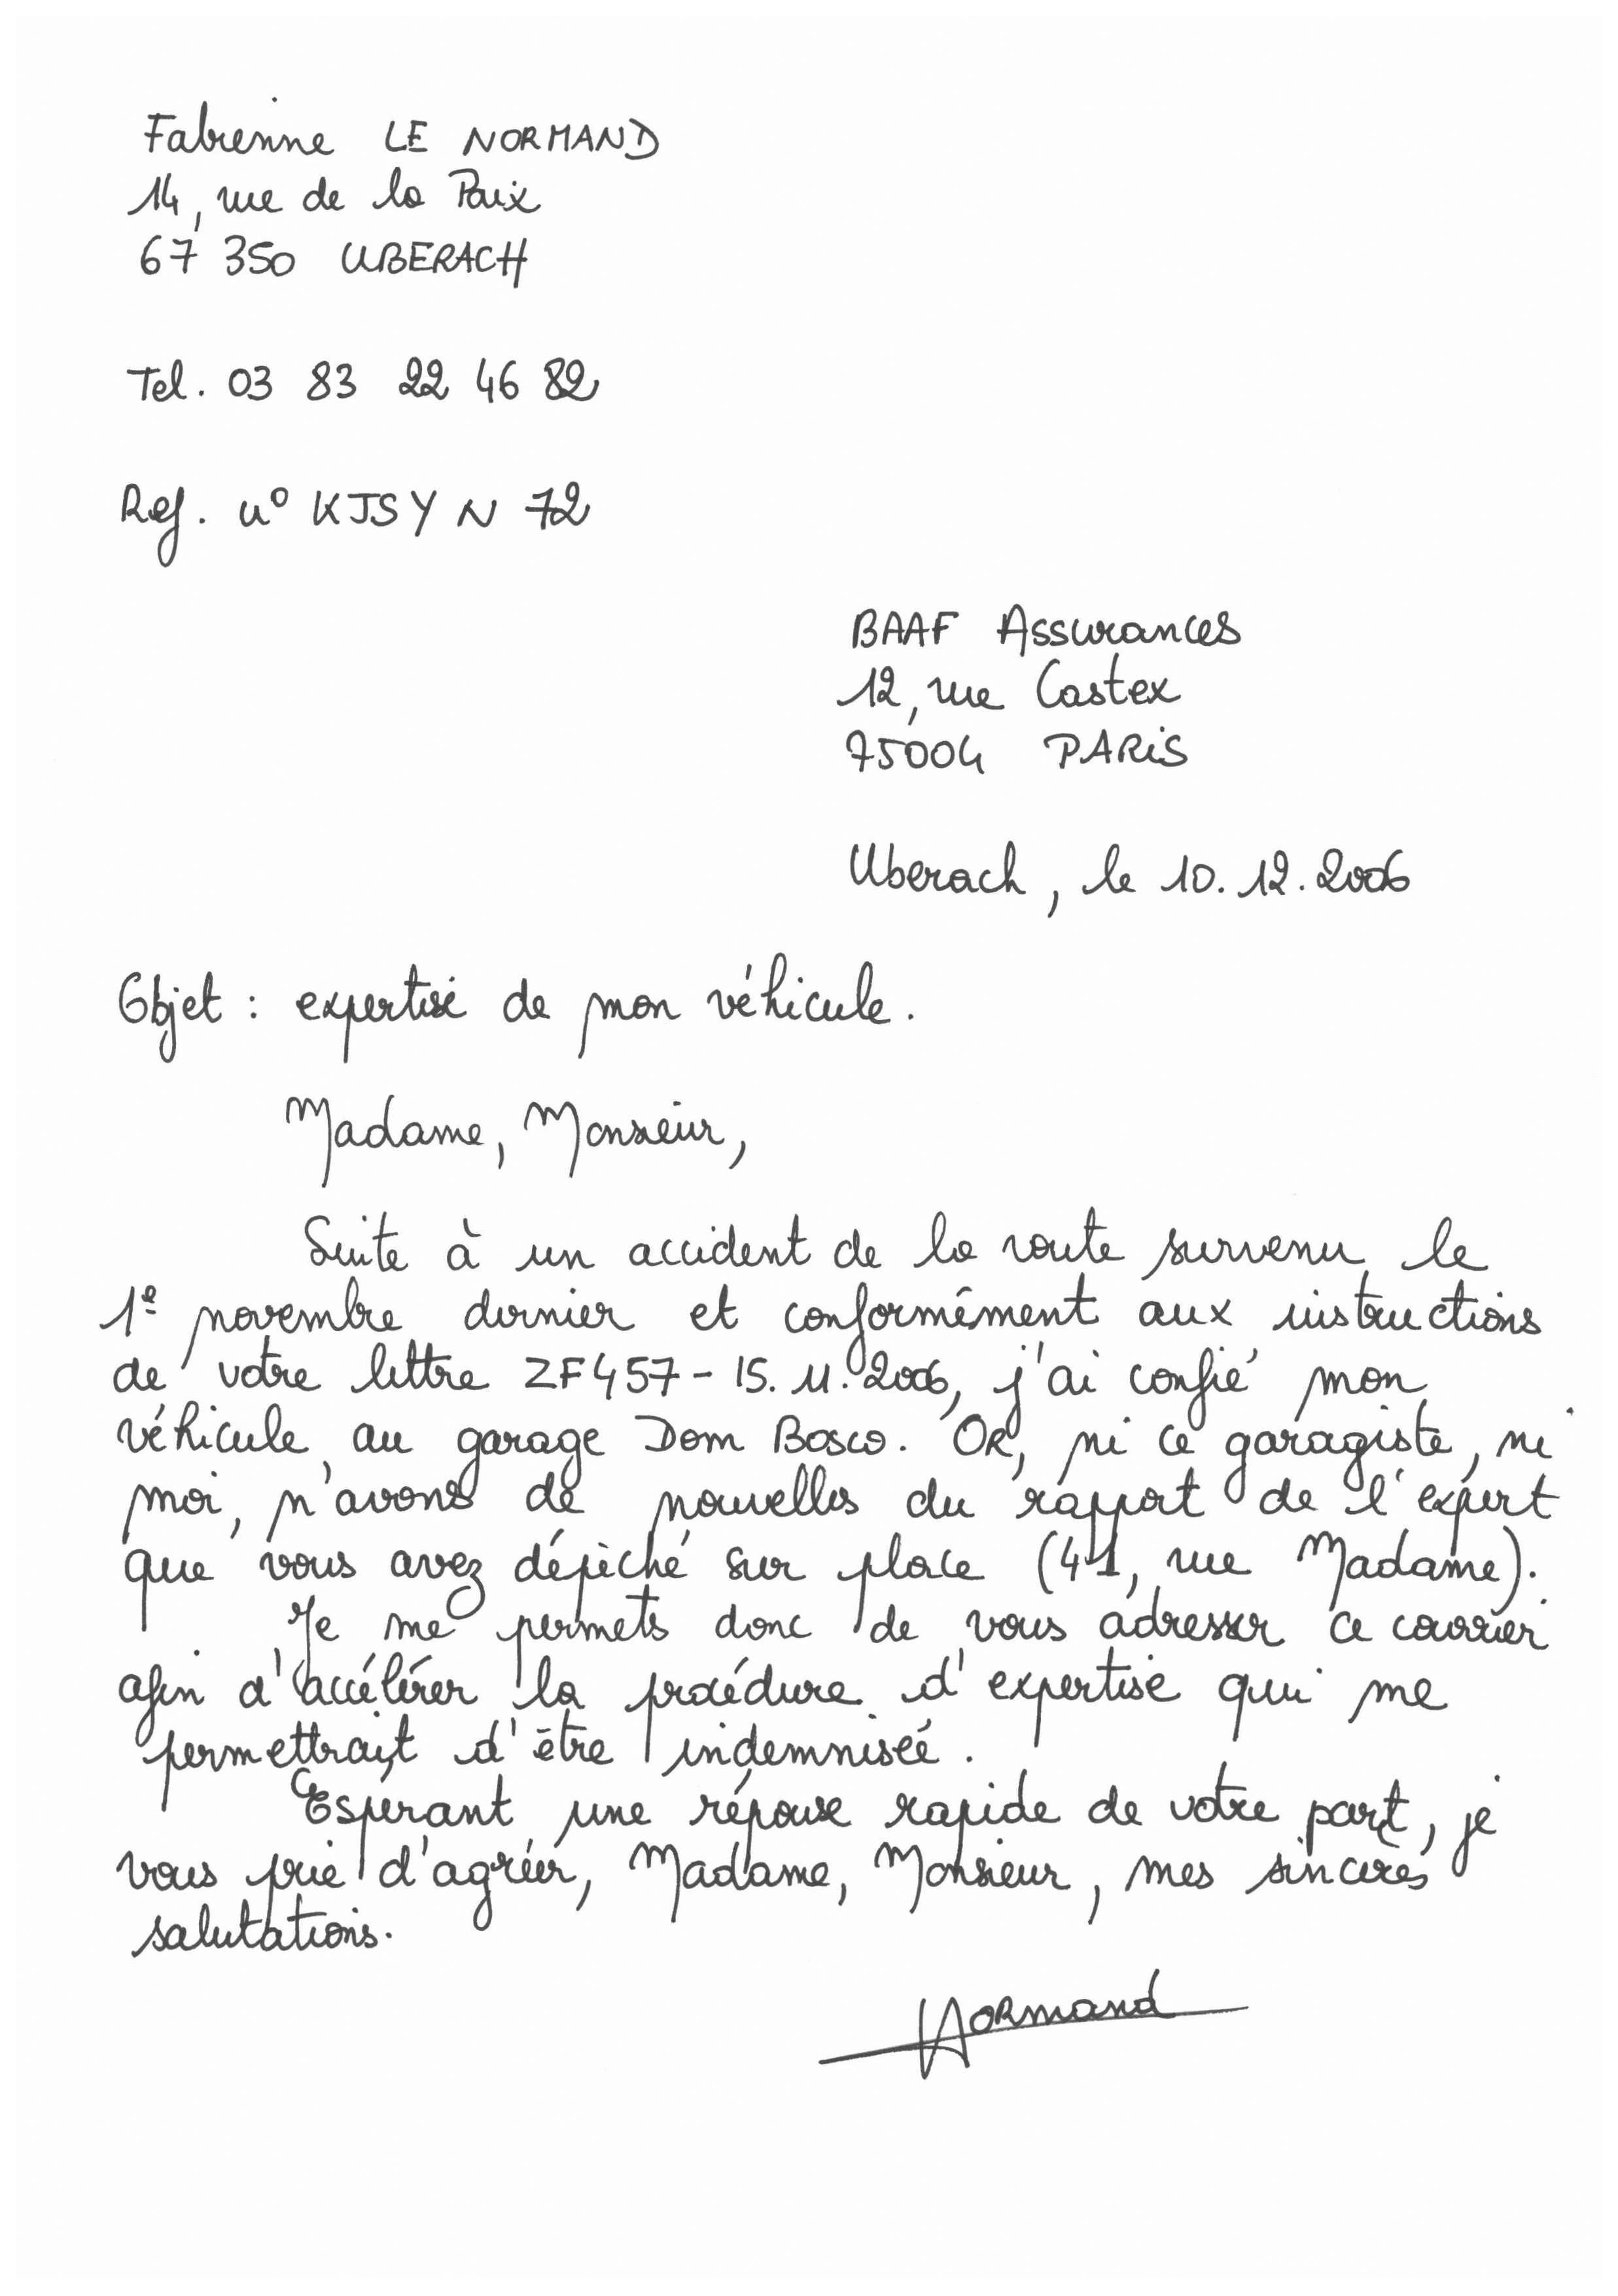 Fabienne LE NORMAND
14, rue de la Paix
67 350 UBERACH
Tel. 03 83 22 46 82
Ref. n° KJSYN 72
BAAF Assurances
12, rue Castex
75004 PARIS
Uberach, le 10.12.2006
Objet : expertise de mon véhicule.
Madame, Monsieur,
Suite à un accident de la route survenu le
1e novembre dernier et conformément aux instructions
de votre lettre ZF457-15.11.2006, j'ai confié mon
véhicule au garage Dom Bosco. Or, ni ce garagiste, ni
moi, n'avons de nouvelles du rapport de l'expert
que vous avez dépêché sur place (41, rue Madame).
Je me permets donc de vous adresser ce courrier
afin d'accélérer la procédure d'expertise qui me
permettrait d'être indemnisée.
Espérant une réponse rapide de votre part, je
vous prie d'agréer, Madame, Monsieur, mes sincères
salutations.
Normand